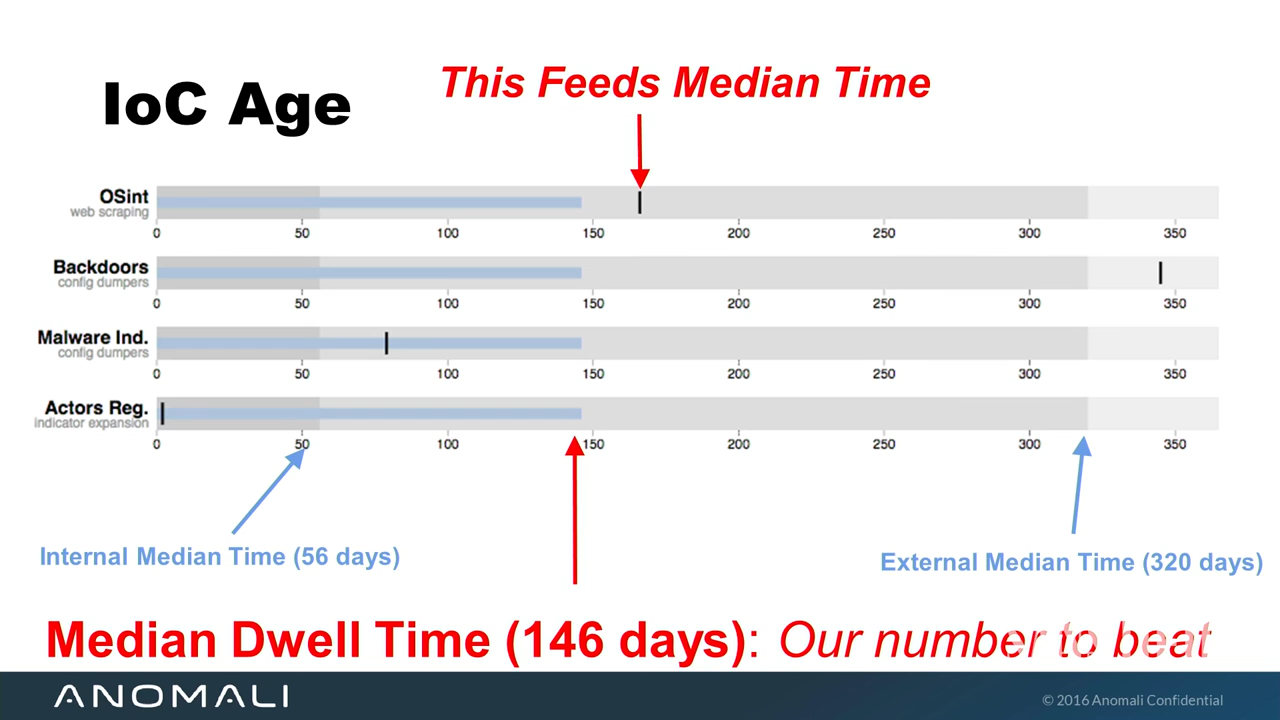 This Feeds Median Time
IoC Age
OSint
web scraping
0 50 100 150 200 250 300 350
Backdoors
config dumpers
0 50 100 150 200 250 300 350
Malware Ind.
config dumpers
0 50 100 150 200 250 300 350
Actors Reg.
indicator expansion
0 50 100 150 200 250 300 350
Internal Median Time (56 days)
External Median Time (320 days)
Median Dwell Time (146 days): Our number to beat
ANOMALI
© 2016 Anomali Confidential